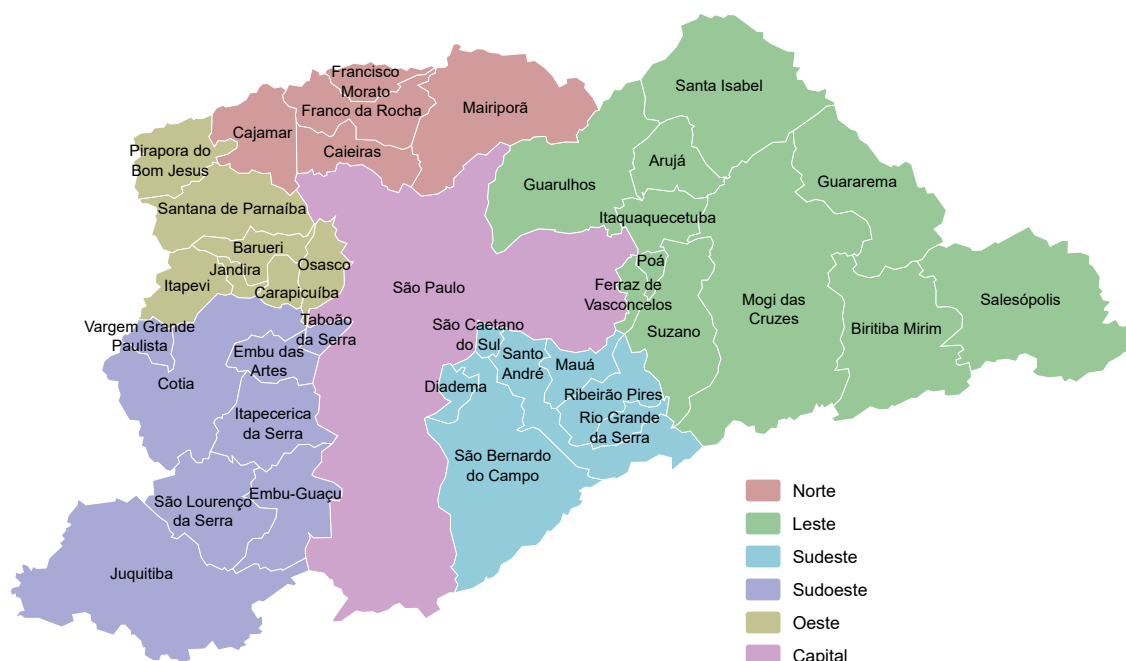 Francisco
Morato
Franco da Rocha
Mairiporã
Santa Isabel
Cajamar
Caieiras
Pirapora do
Bom Jesus
Arujá
Guarulhos
Guararema
Santana de Parnaíba
Itaquaquecetuba
Barueri
Jandira
Osasco
Itapevi
Carapicuíba
São Paulo
Poá
Ferraz de
Vasconcelos
Mogi das
Cruzes
Salesópolis
Biritiba Mirim
Suzano
Vargem Grande
Paulista
Taboão
da Serra
São Caetano
do Sul
Embu das
Artes
Santo
André
Mauá
Cotia
Diadema
Ribeirão Pires
Itapecerica
da Serra
Rio Grande
da Serra
São Bernardo
do Campo
São Lourenço
da Serra
Embu-Guaçu
Juquitiba
Norte
Leste
Sudeste
Sudoeste
Oeste
Capital